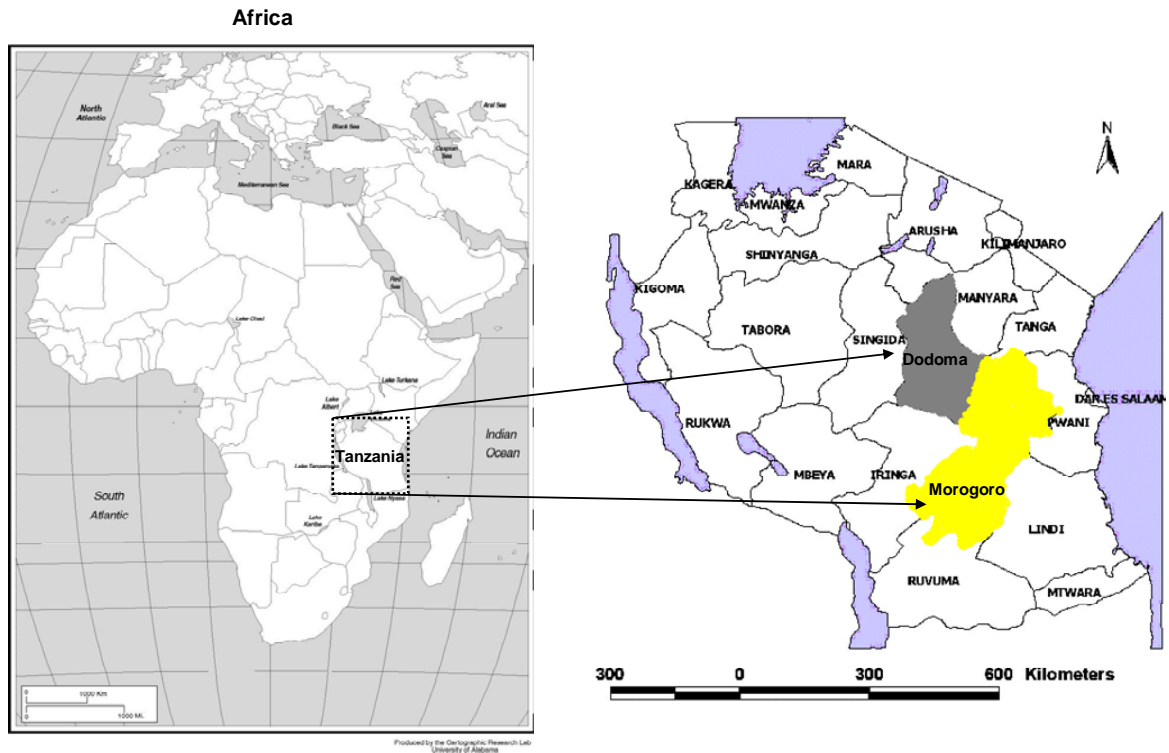 Africa
North
Atlantic
Aral Sea
Black Sea
Caspian
Sea
Mediterranean Sea
Red
Sea
Lake Chad
Lake Turkana
Lake
Albert
Lake
Tanzania
Lake Nyasa
Lake
Kariba
Indian
Ocean
South
Atlantic
0 1000 Km
0 1000 Mi.
Produced by the Cartographic Research Lab
University of Alabama
N
MARA
KAGERA
MWANZA
ARUSHA
KILIMANJARO
SHINYANGA
KIGOMA
MANYARA
TABORA
TANGA
SINGIDA
Dodoma
DAR ES SALAAM
RUKWA
PWANI
MBEYA
IRINGA
Morogoro
LINDI
RUVUMA
MTWARA
300 0 300 600 Kilometers